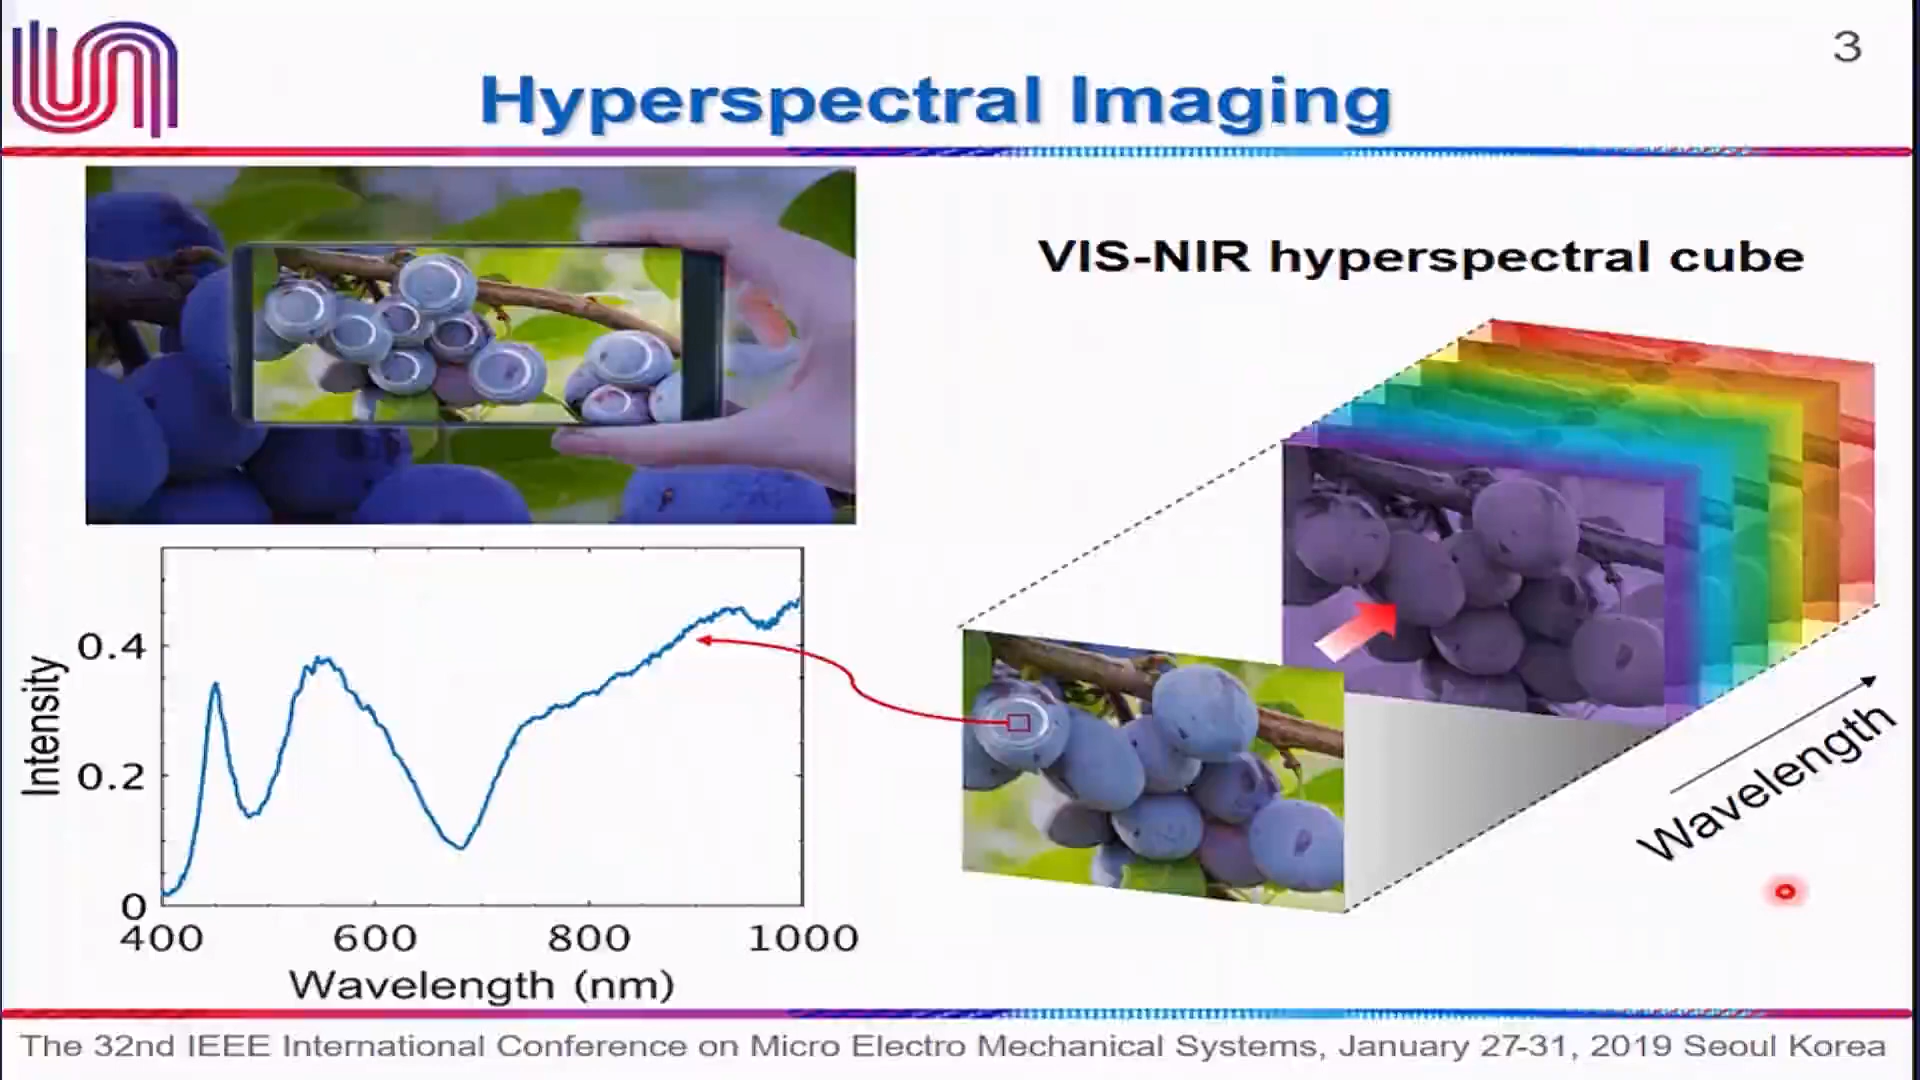 3
Hyperspectral Imaging
VIS-NIR hyperspectral cube
Intensity
0.4
0.2
0
400 600 800 1000
Wavelength (nm)
Wavelength
The 32nd IEEE International Conference on Micro Electro Mechanical Systems, January 27-31, 2019 Seoul Korea